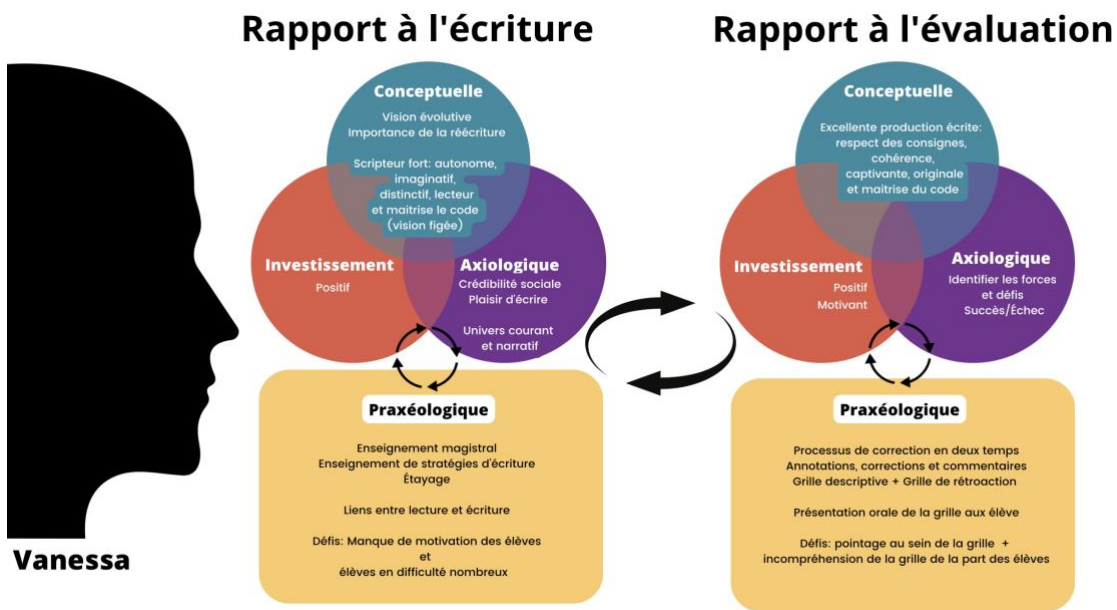 Rapport à l'écriture
Conceptuelle
Vision évolutive
Importance de la réécriture
Scripteur fort: autonome,
imaginatif,
distinctif, lecteur
et maitrise le code
(vision figée)
Investissement
Positif
Axiologique
Crédibilité sociale
Plaisir d'écrire
Univers courant
et narratif
Praxéologique
Enseignement magistral
Enseignement de stratégies d'écriture
Étayage
Liens entre lecture et écriture
Défis: Manque de motivation des élèves
et
élèves en difficulté nombreux
Rapport à l'évaluation
Conceptuelle
Excellente production écrite:
respect des consignes,
cohérence,
captivante, originale
et maitrise du code
Investissement
Positif
Motivant
Axiologique
Identifier les forces
et défis
Succès/Échec
Praxéologique
Processus de correction en deux temps
Annotations, corrections et commentaires
Grille descriptive + Grille de rétroaction
Présentation orale de la grille aux élève
Défis: pointage au sein de la grille +
incompréhension de la grille de la part des élèves
Vanessa